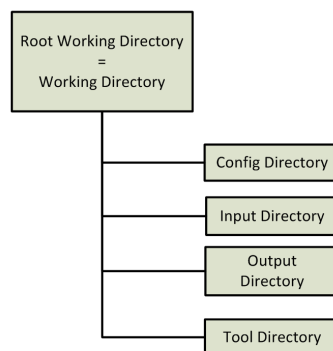 Root Working Directory
=
Working Directory
Config Directory
Input Directory
Output
Directory
Tool Directory